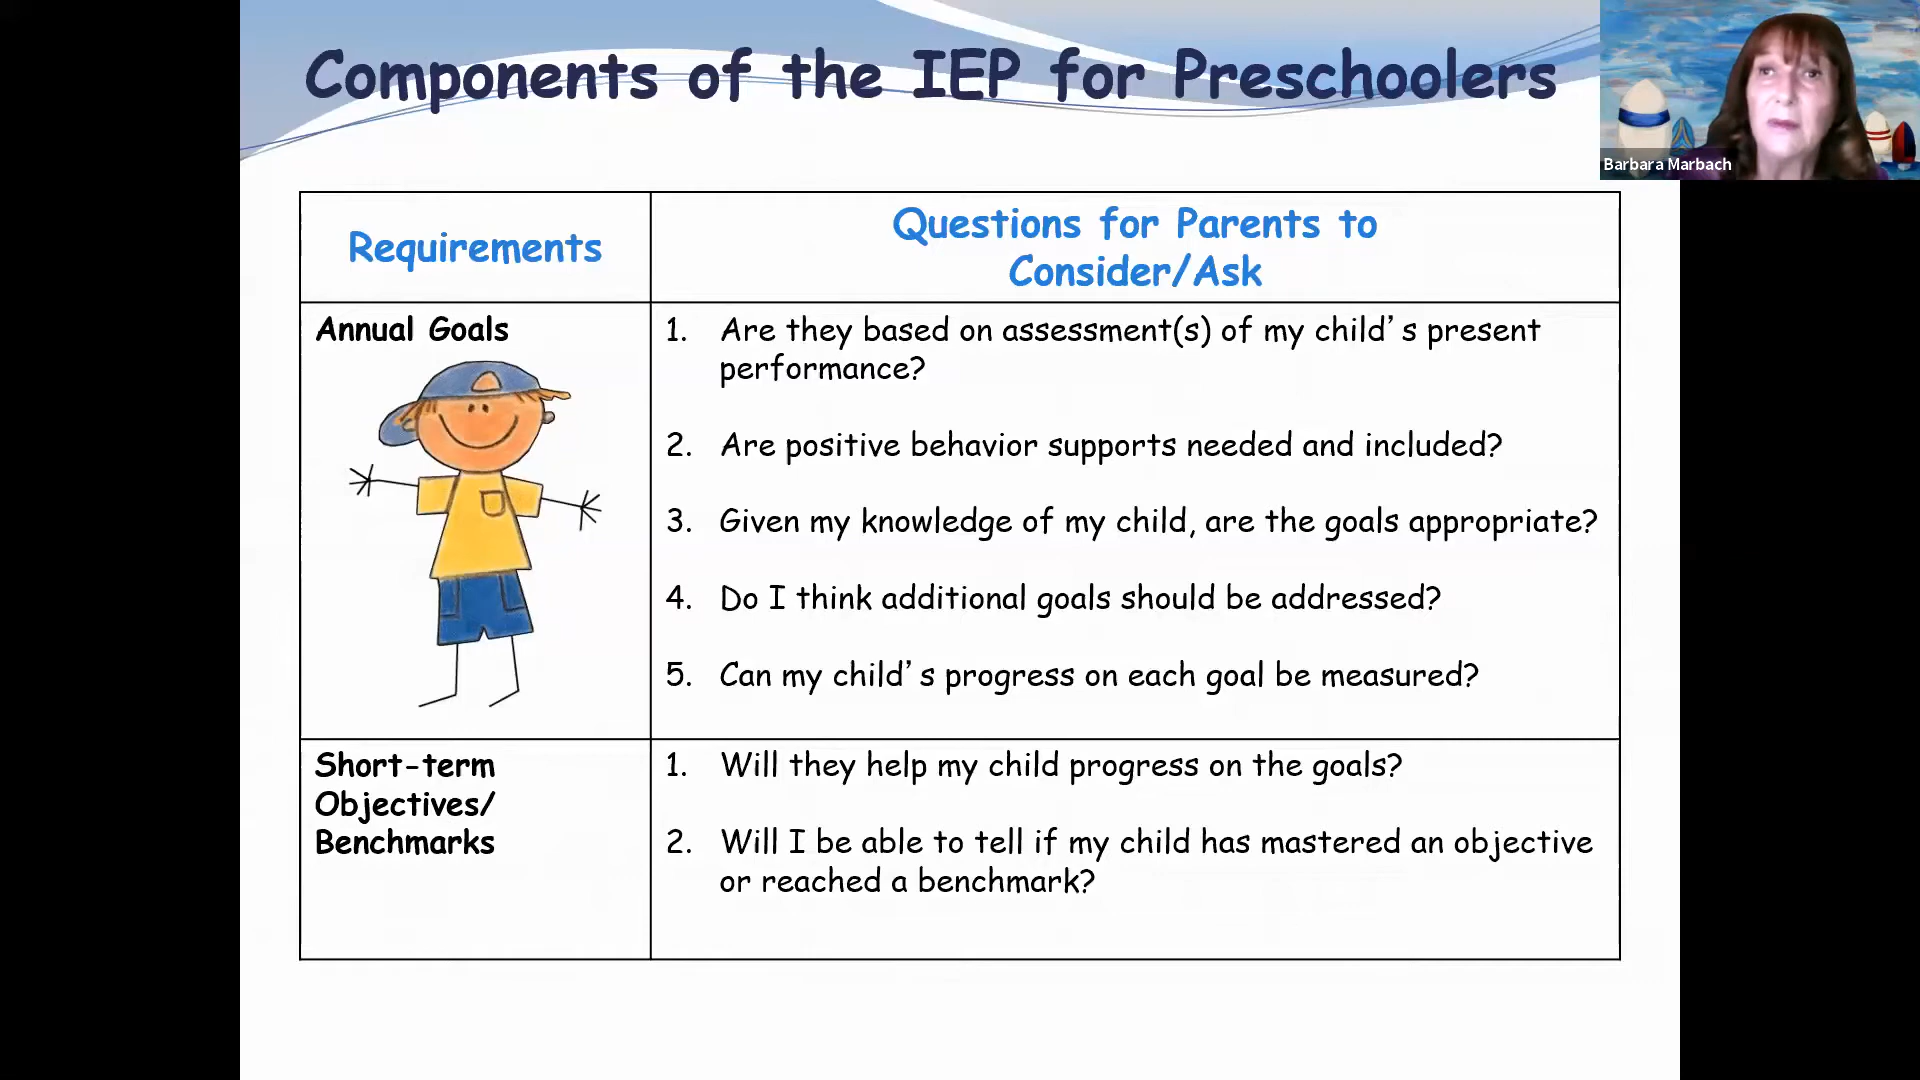 Components of the IEP for Preschoolers
Barbara Marbach
Requirements
Questions for Parents to
Consider/Ask
Annual Goals
1. Are they based on assessment(s) of my child’s present
performance?
2. Are positive behavior supports needed and included?
3. Given my knowledge of my child, are the goals appropriate?
4. Do I think additional goals should be addressed?
5. Can my child’s progress on each goal be measured?
Short-term
Objectives/
Benchmarks
1. Will they help my child progress on the goals?
2. Will I be able to tell if my child has mastered an objective
or reached a benchmark?